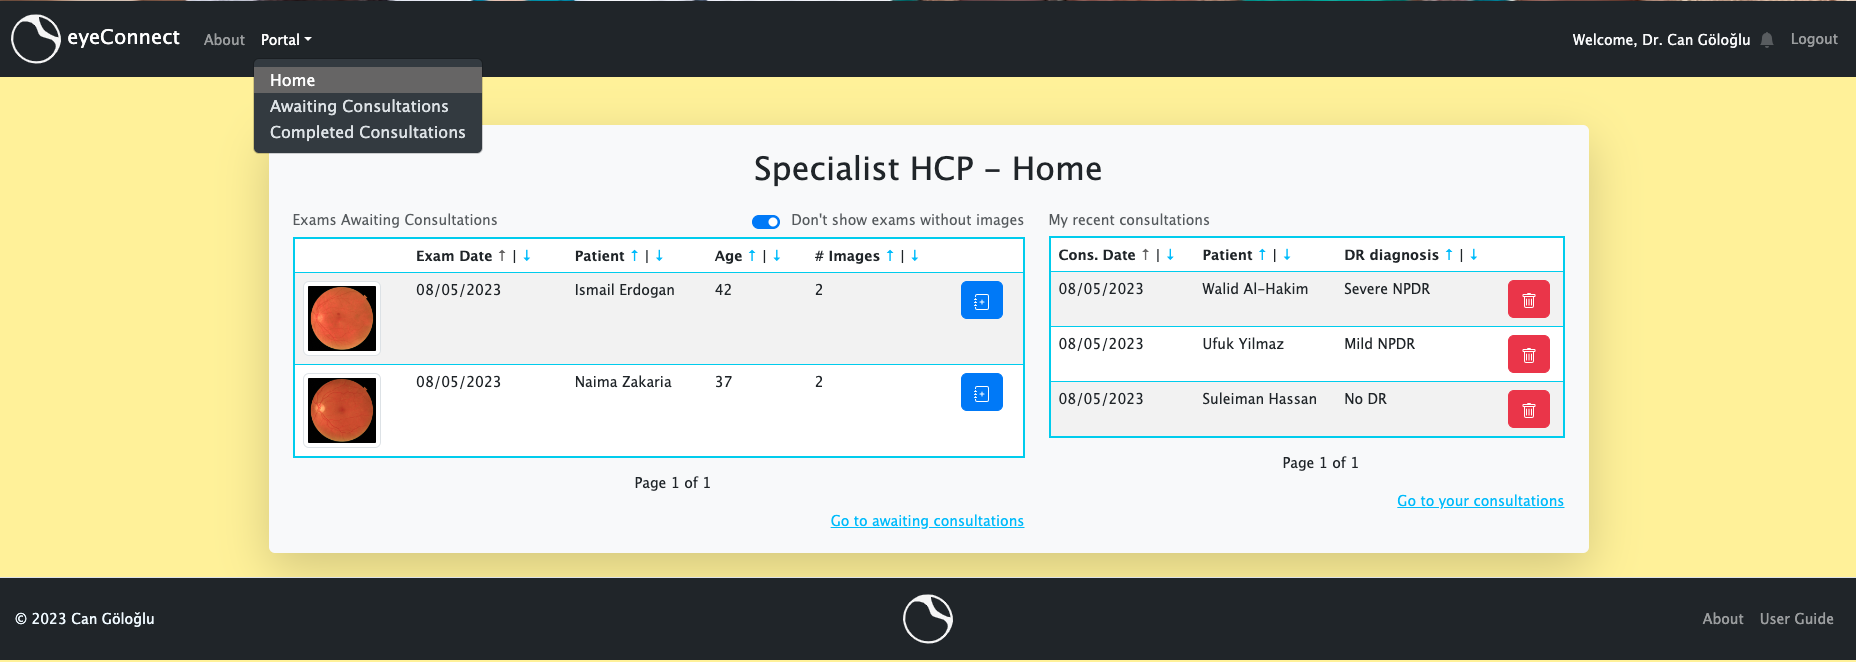 eyeConnect About Portal Welcome, Dr. Can Göloğlu Logout
Home
Awaiting Consultations
Completed Consultations
Specialist HCP - Home
Exams Awaiting Consultations Don't show exams without images
Exam Date ↑ | ↓ Patient ↑ | ↓ Age ↑ | ↓ # Images ↑ | ↓
08/05/2023 Ismail Erdogan 42 2
08/05/2023 Naima Zakaria 37 2
Page 1 of 1
Go to awaiting consultations
My recent consultations
Cons. Date ↑ | ↓ Patient ↑ | ↓ DR diagnosis ↑ | ↓
08/05/2023 Walid Al-Hakim Severe NPDR
08/05/2023 Ufuk Yilmaz Mild NPDR
08/05/2023 Suleiman Hassan No DR
Page 1 of 1
Go to your consultations
© 2023 Can Göloğlu About User Guide